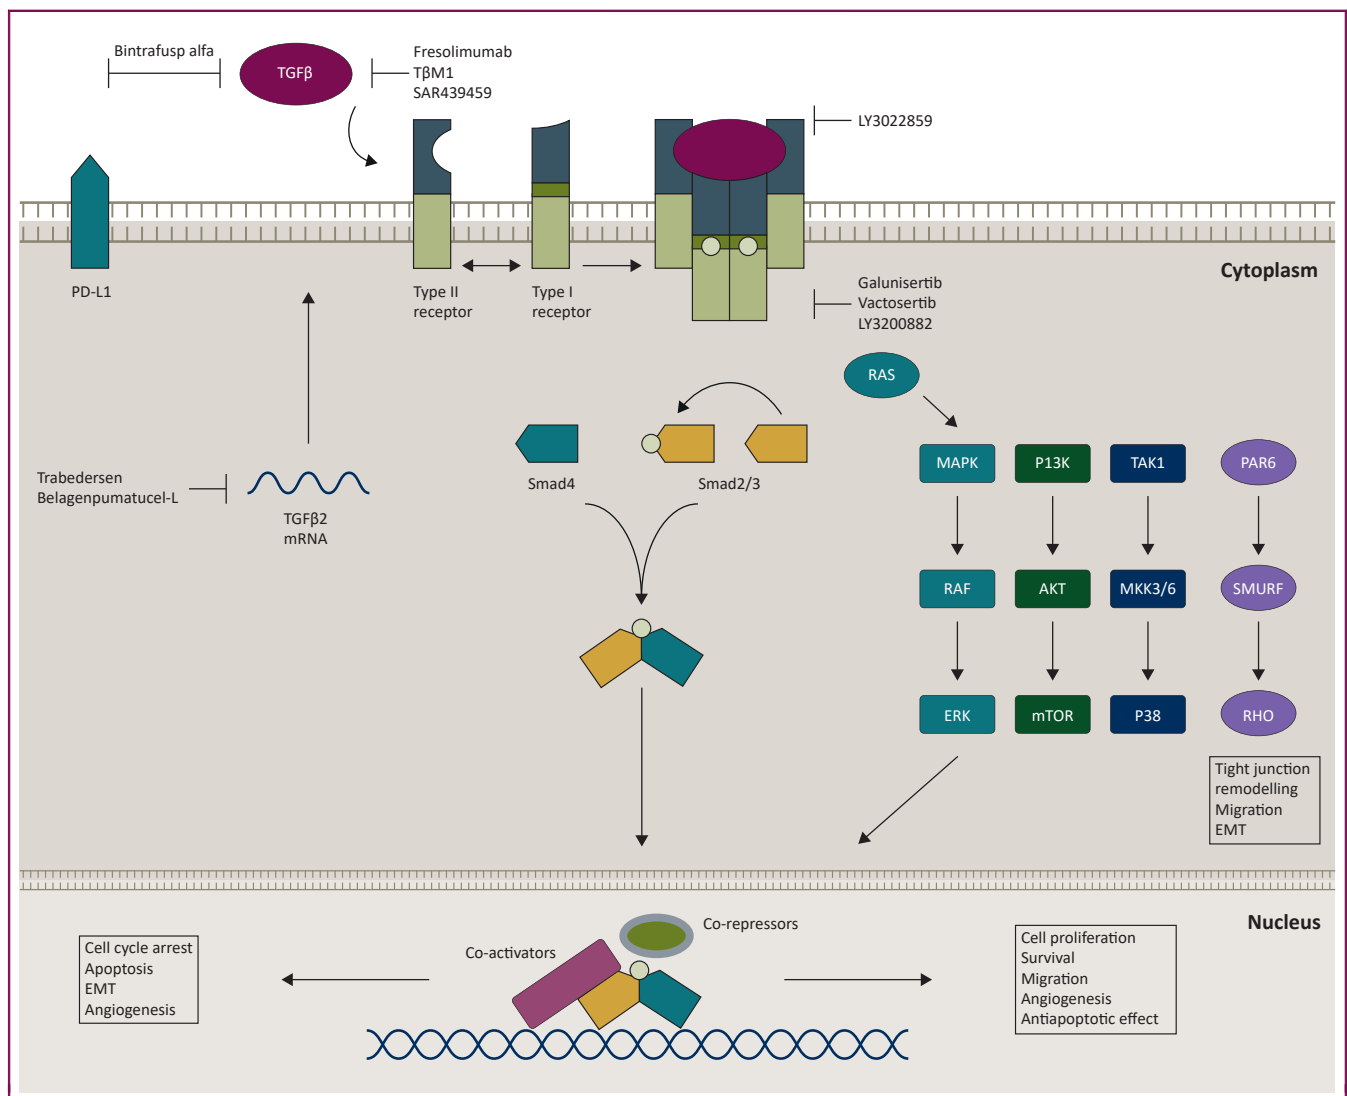 Bintrafusp alfa
TGFβ
Fresolimumab
TβM1
SAR439459
LY3022859
PD-L1
Type II
receptor
Type I
receptor
Cytoplasm
Galunisertib
Vactosertib
LY3200882
RAS
Trabedersen
Belagenpumatucel-L
TGFβ2
mRNA
Smad4
Smad2/3
MAPK
P13K
TAK1
PAR6
RAF
AKT
MKK3/6
SMURF
ERK
mTOR
P38
RHO
Tight junction
remodelling
Migration
EMT
Nucleus
Cell cycle arrest
Apoptosis
EMT
Angiogenesis
Co-activators
Co-repressors
Cell proliferation
Survival
Migration
Angiogenesis
Antiapoptotic effect